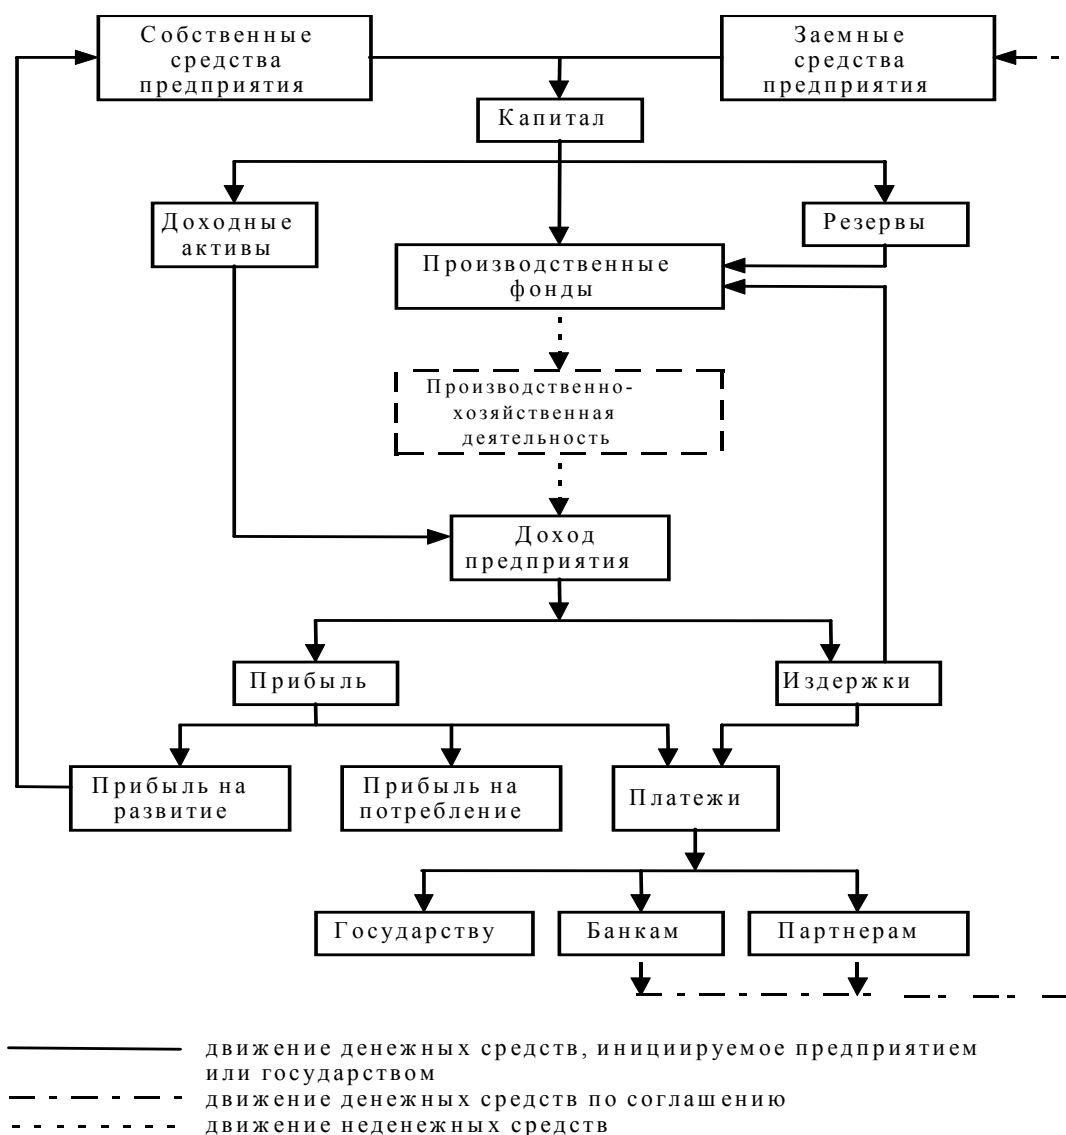 Собственные
средства
предприятия
Заемные
средства
предприятия
Капитал
Доходные
активы
Резервы
Производственные
фонды
Производственно-
хозяйственная
деятельность
Доход
предприятия
Прибыль
Издержки
Прибыль на
развитие
Прибыль на
потребление
Платежи
Государству
Банкам
Партнерам
движение денежных средств, инициируемое предприятием
или государством
движение денежных средств по соглашению
движение неденежных средств